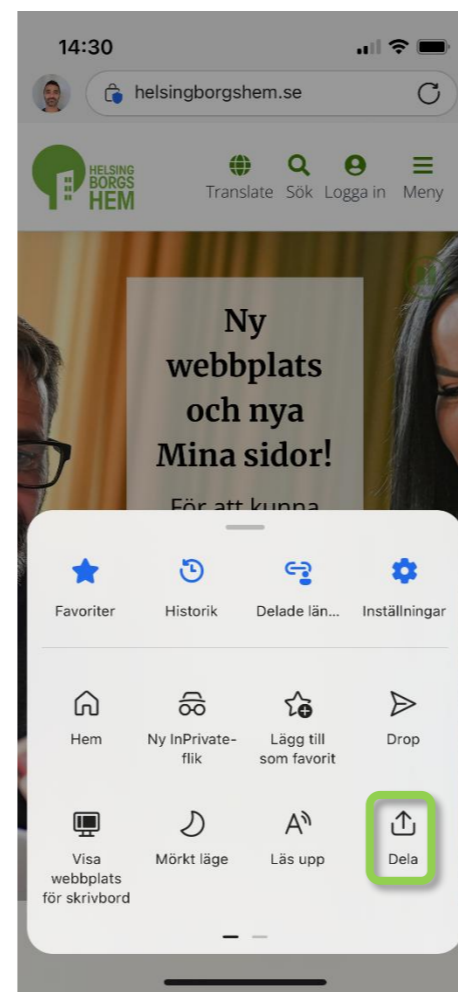 14:30
helsingborgshem.se
HELSING
BORGS
HEM
Translate Sök Logga in Meny
Ny
webbplats
och nya
Mina sidor!
För att kunna
Favoriter Historik Delade län... Inställningar
Hem Ny InPrivate- Lägg till Drop
flik som favorit
Visa Mörkt läge Läs upp Dela
webbplats
för skrivbord